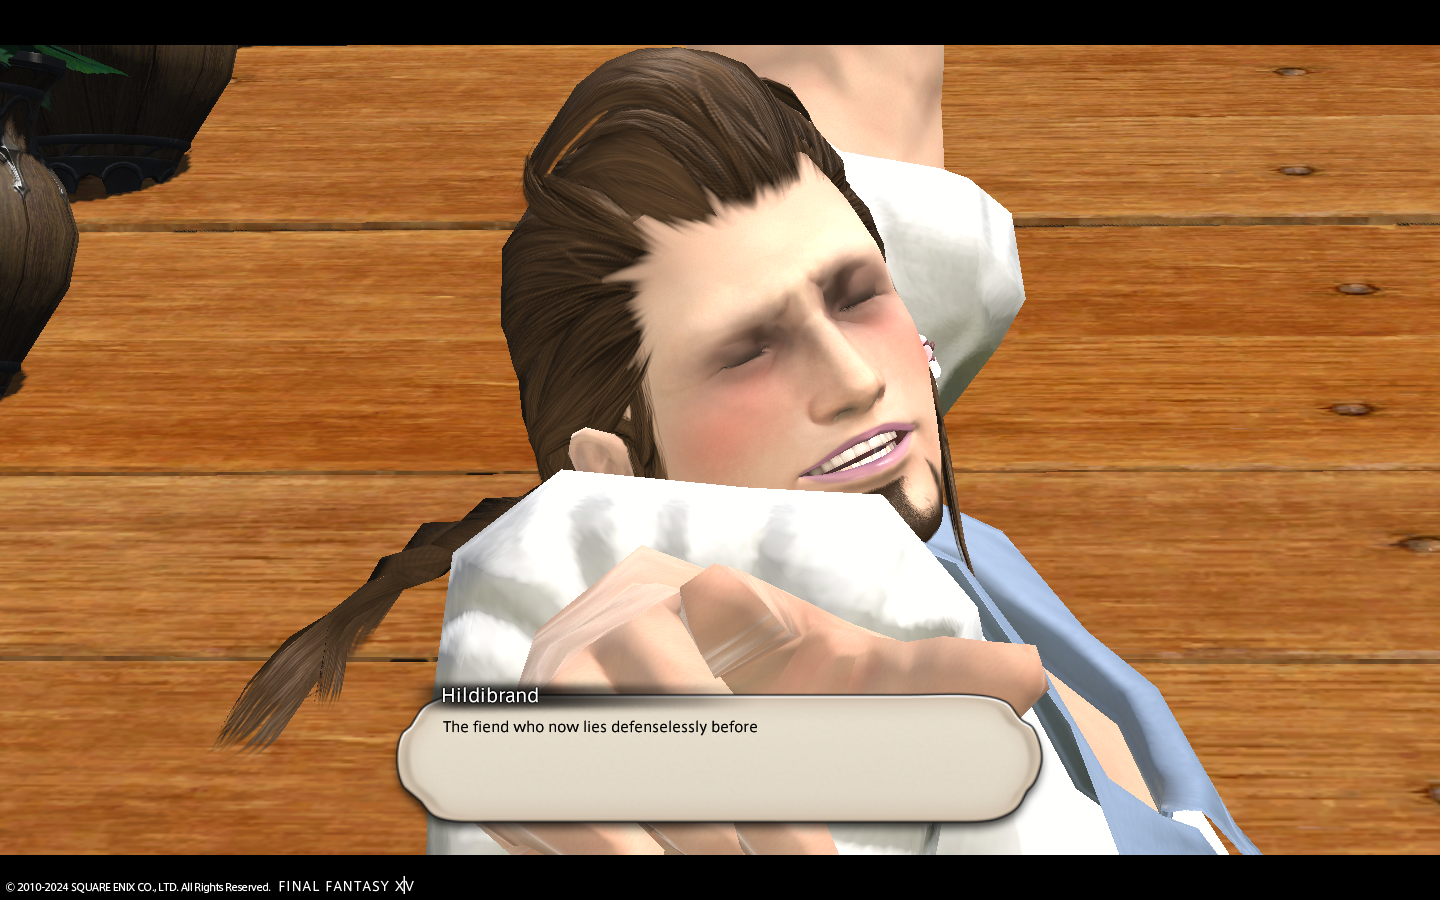 Hildibrand
The fiend who now lies defenselessly before
© 2010-2024 SQUARE ENIX CO., LTD. All Rights Reserved. FINAL FANTASY XIV